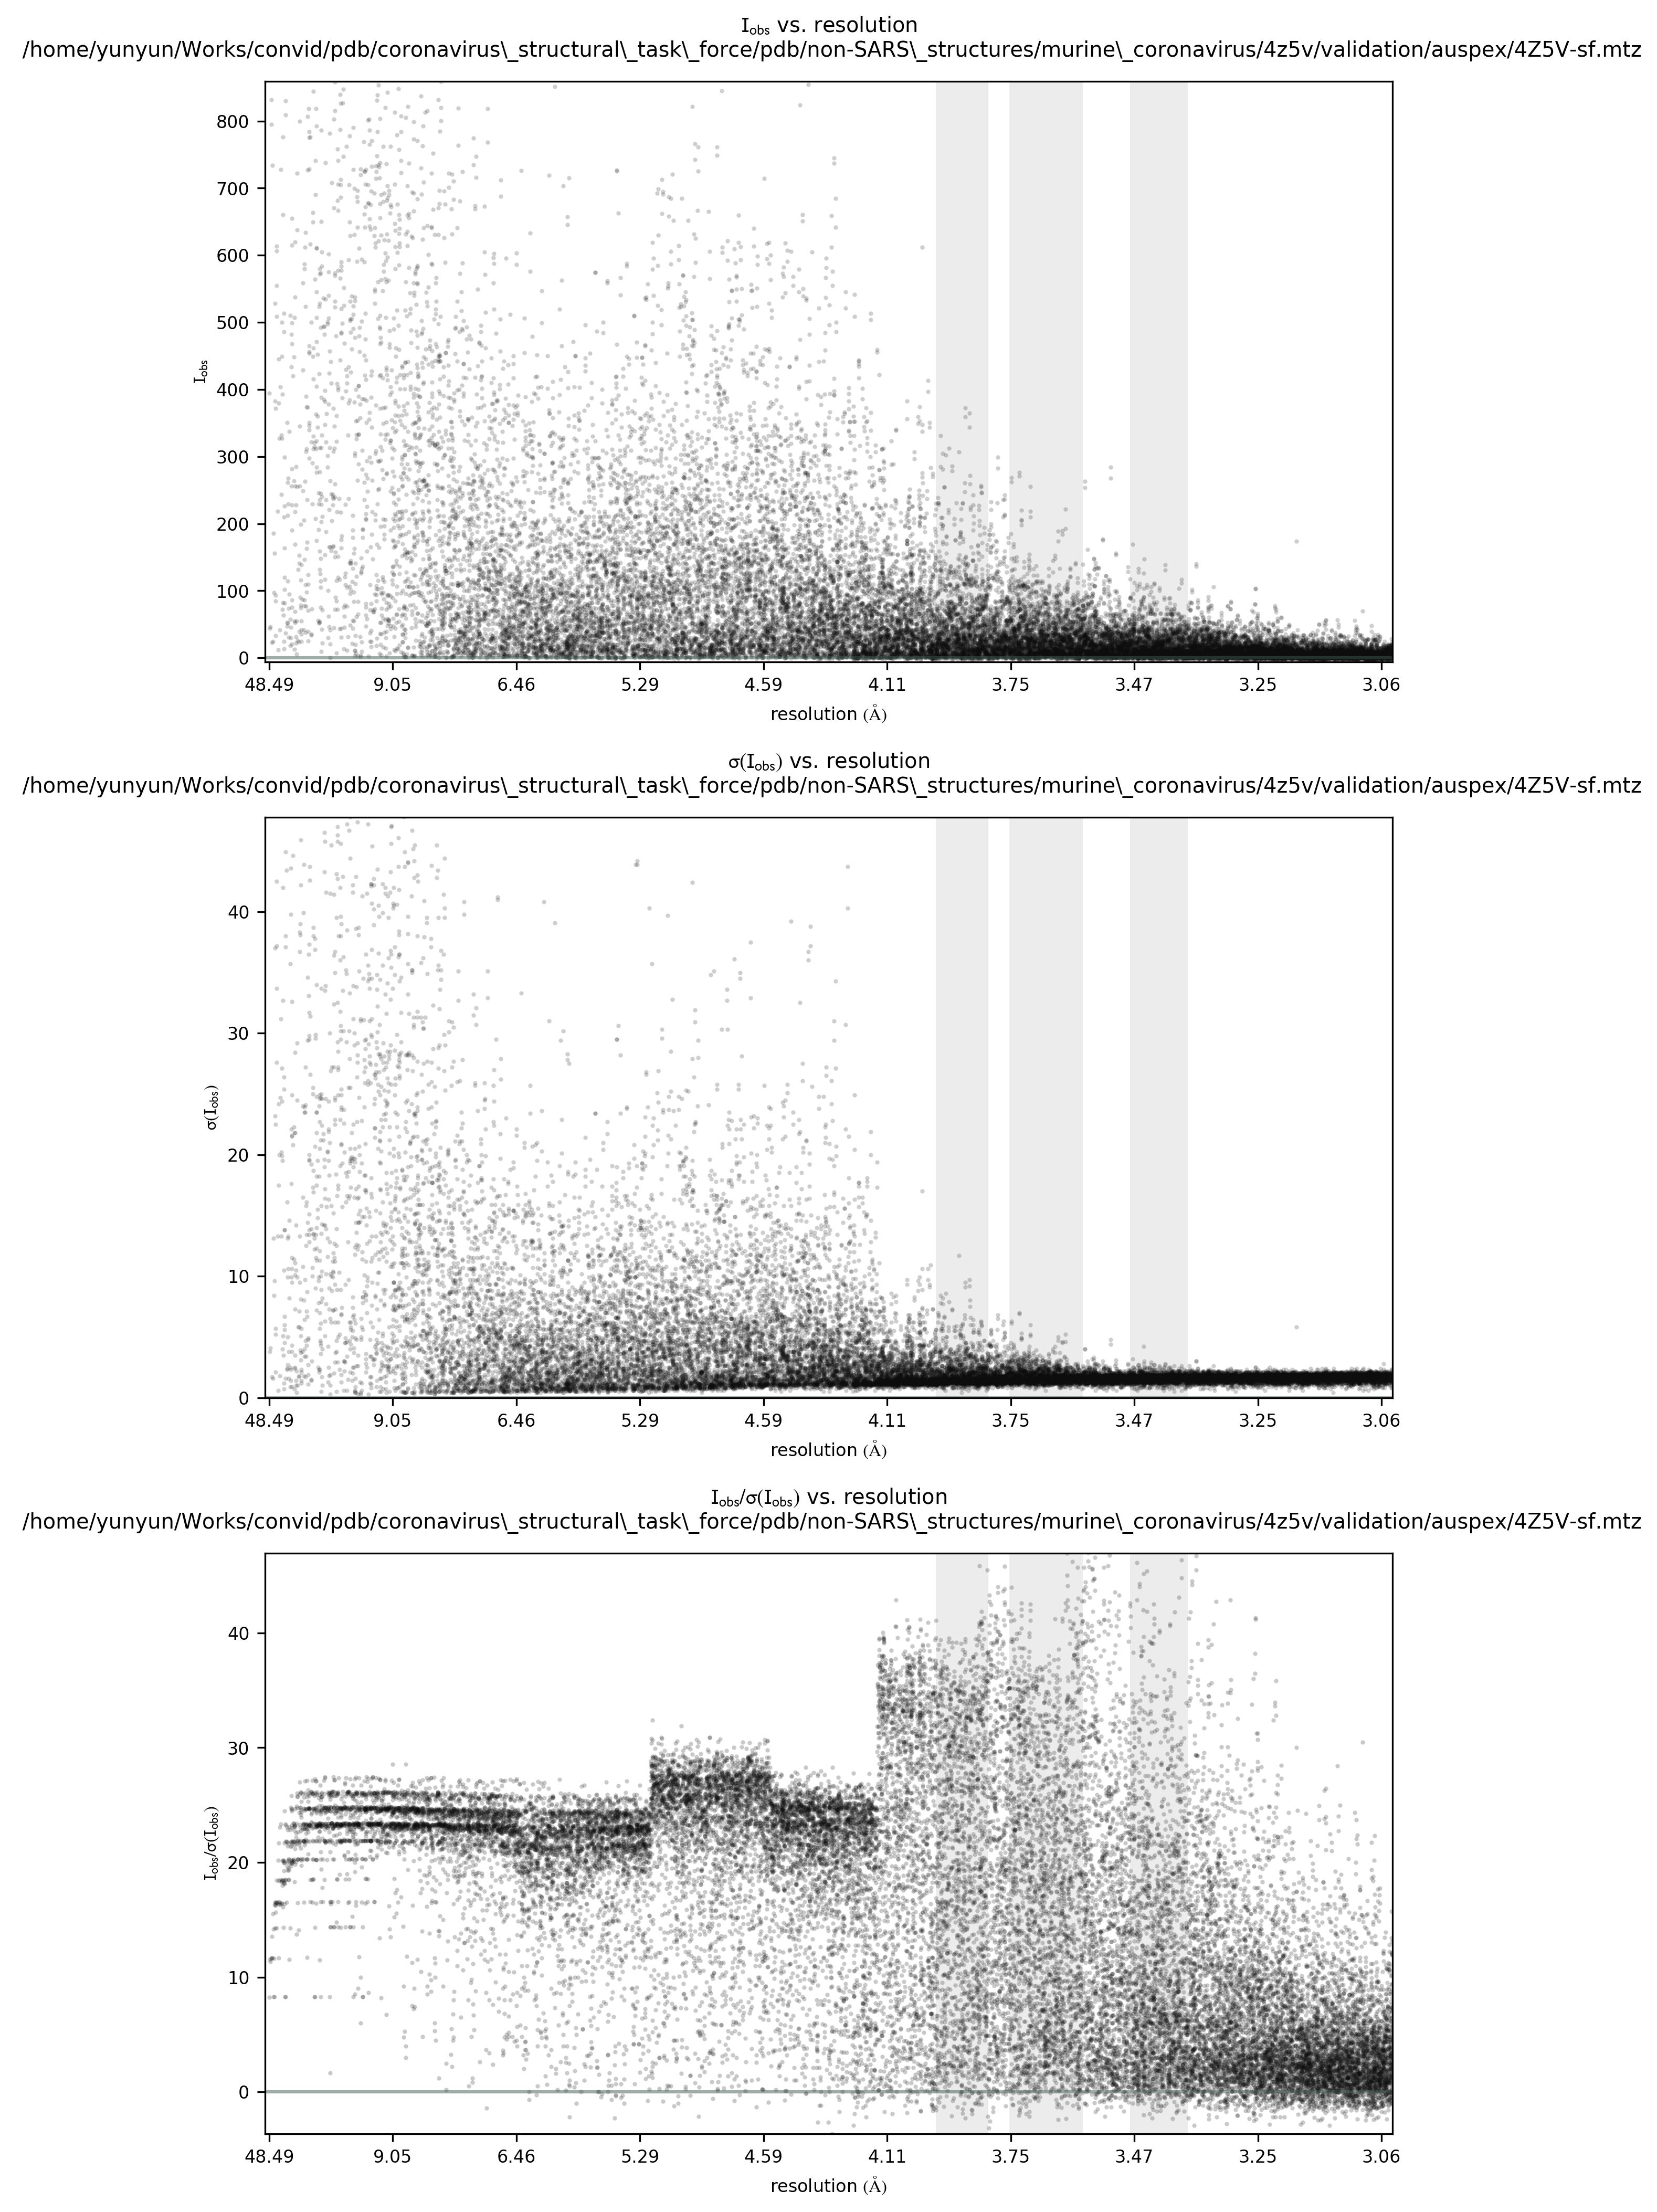 I_obs vs. resolution
/home/yunyun/Works/convid/pdb/coronavirus\_structural\_task\_force/pdb/non-SARS\_structures/murine\_coronavirus/4z5v/validation/auspex/4Z5V-sf.mtz
800
700
600
500
400
300
200
100
0
I_obs
48.49 9.05 6.46 5.29 4.59 4.11 3.75 3.47 3.25 3.06
resolution (Å)
σ(I_obs) vs. resolution
/home/yunyun/Works/convid/pdb/coronavirus\_structural\_task\_force/pdb/non-SARS\_structures/murine\_coronavirus/4z5v/validation/auspex/4Z5V-sf.mtz
40
30
20
10
0
σ(I_obs)
48.49 9.05 6.46 5.29 4.59 4.11 3.75 3.47 3.25 3.06
resolution (Å)
I_obs/σ(I_obs) vs. resolution
/home/yunyun/Works/convid/pdb/coronavirus\_structural\_task\_force/pdb/non-SARS\_structures/murine\_coronavirus/4z5v/validation/auspex/4Z5V-sf.mtz
40
30
20
10
0
I_obs/σ(I_obs)
48.49 9.05 6.46 5.29 4.59 4.11 3.75 3.47 3.25 3.06
resolution (Å)